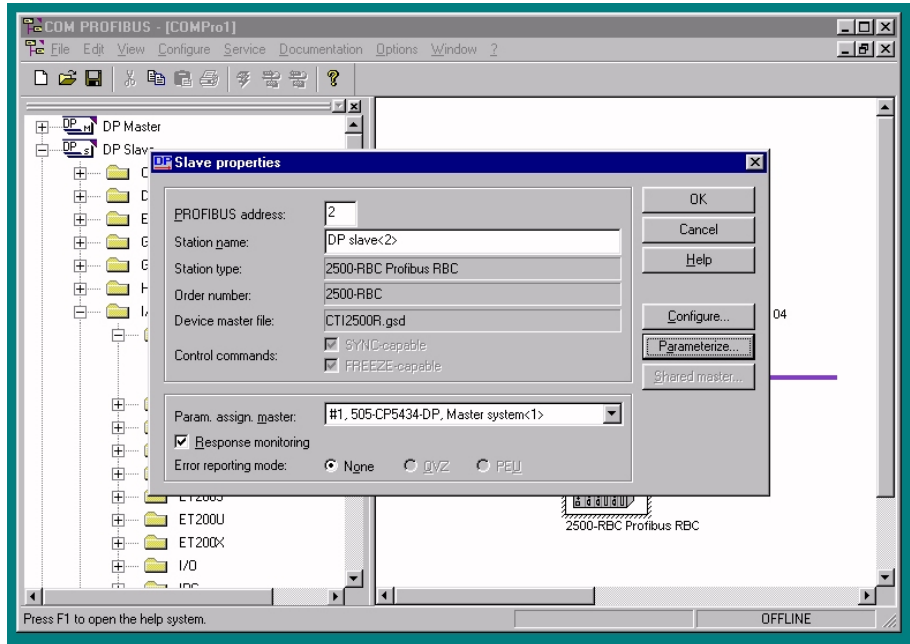 COM PROFIBUS - [COMPro1]
File Edit View Configure Service Documentation Options Window ?
DP M DP Master
DP S DP Slave
Slave properties
PROFIBUS address: 2
Station name: DP slave<2>
Station type: 2500-RBC Profibus RBC
Order number: 2500-RBC
Device master file: CTI2500R.gsd
Control commands: SYNC-capable
FREEZE-capable
Param. assign. master: #1, 505-CP5434-DP, Master system<1>
Response monitoring
Error reporting mode: None QVZ PEU
OK
Cancel
Help
Configure...
Parameterize...
Shared master...
04
ET200U
ET200X
I/O
2500-RBC Profibus RBC
Press F1 to open the help system.
OFFLINE